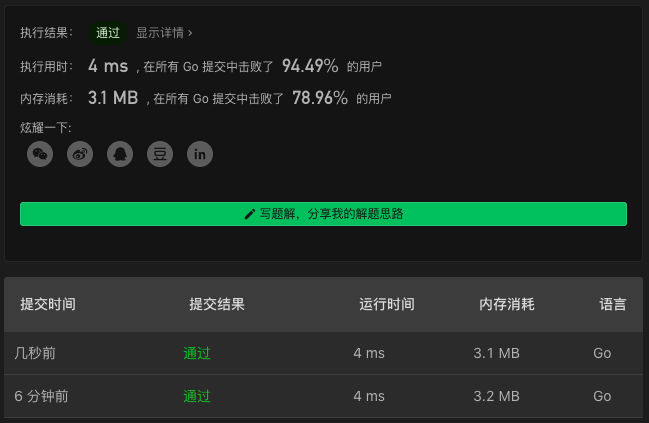 执行结果： 通过 显示详情 ›
执行用时： 4 ms ，在所有 Go 提交中击败了 94.49% 的用户
内存消耗： 3.1 MB ，在所有 Go 提交中击败了 78.96% 的用户
炫耀一下:
豆 in
写题解，分享我的解题思路
提交时间 提交结果 运行时间 内存消耗 语言
几秒前 通过 4 ms 3.1 MB Go
6 分钟前 通过 4 ms 3.2 MB Go